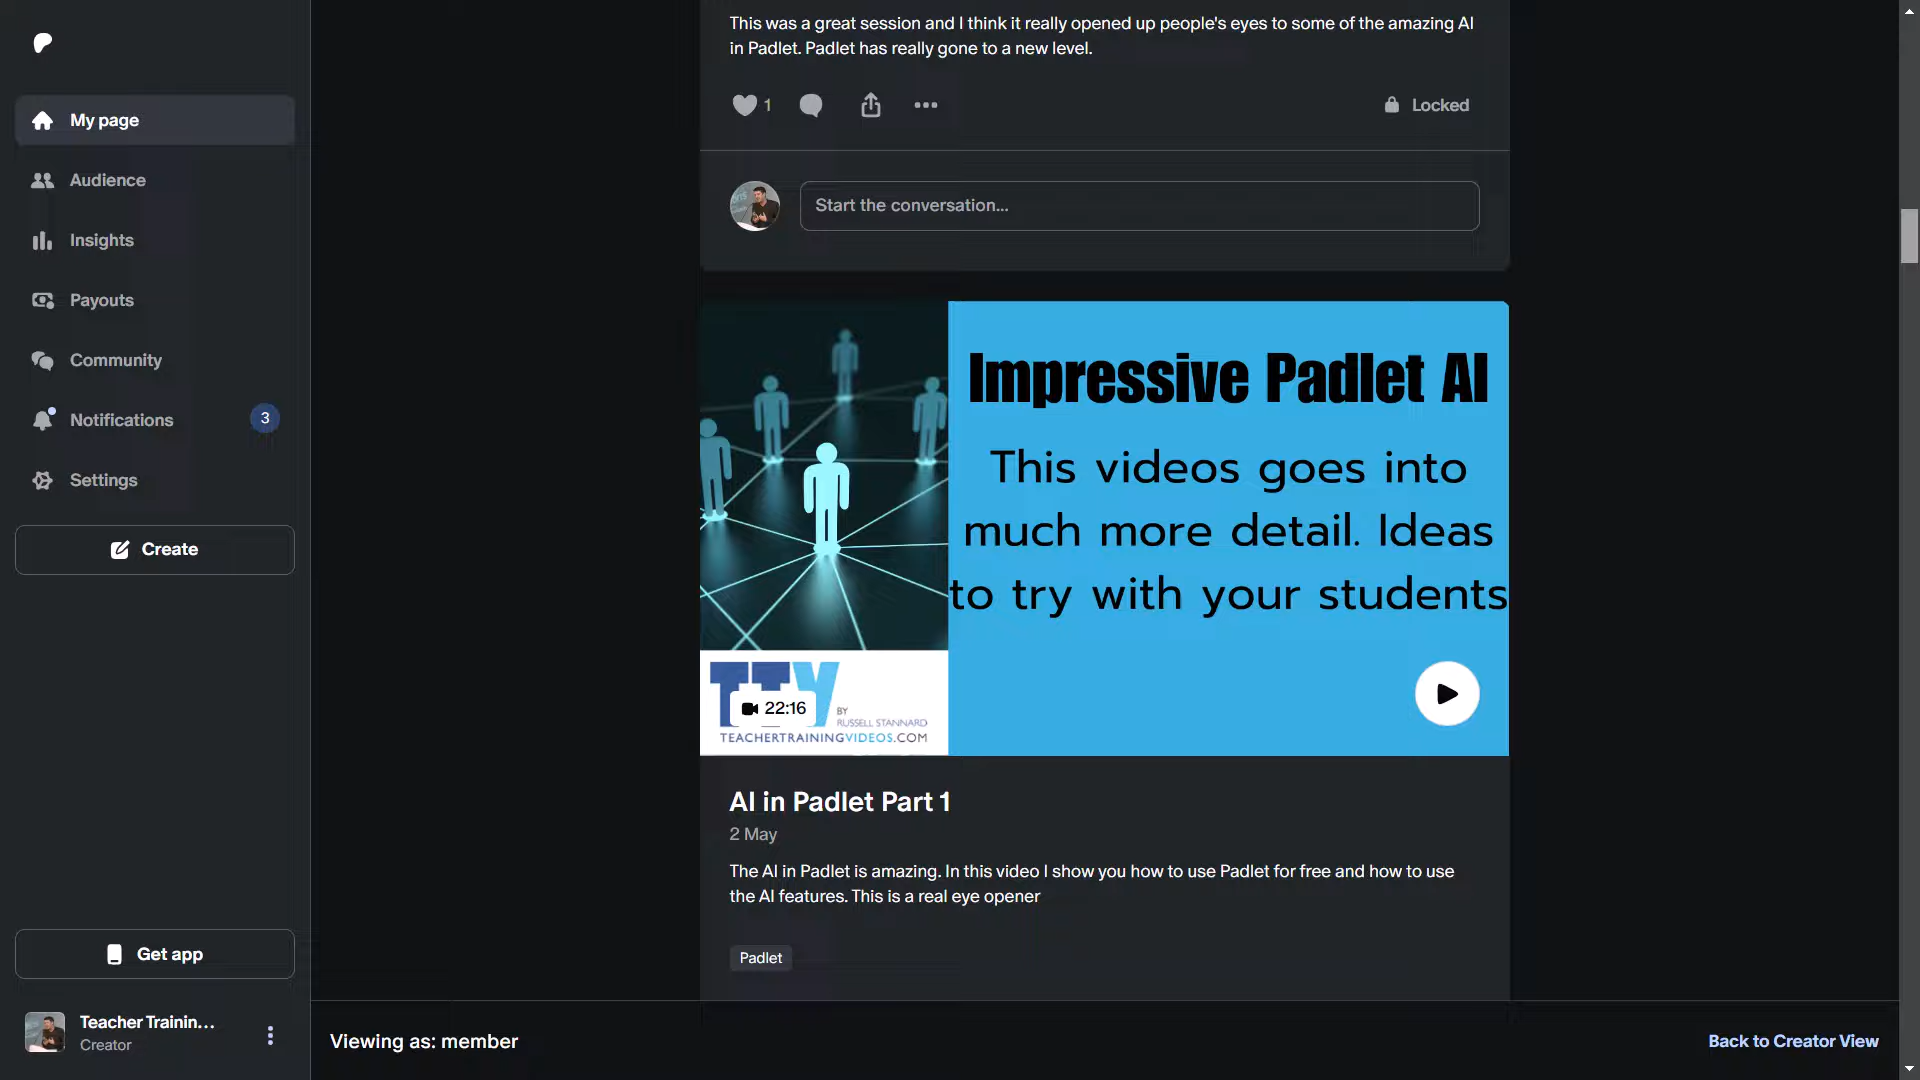 This was a great session and I think it really opened up people's eyes to some of the amazing AI
in Padlet. Padlet has really gone to a new level.
1
Locked
Start the conversation...
My page
Audience
Insights
Payouts
Community
Notifications
3
Settings
Create
Get app
Teacher Trainin...
Creator
Impressive Padlet AI
This videos goes into
much more detail. Ideas
to try with your students
TTV
22:16
BY
RUSSELL STANNARD
TEACHERTRAININGVIDEOS.COM
AI in Padlet Part 1
2 May
The AI in Padlet is amazing. In this video I show you how to use Padlet for free and how to use
the AI features. This is a real eye opener
Padlet
Viewing as: member
Back to Creator View